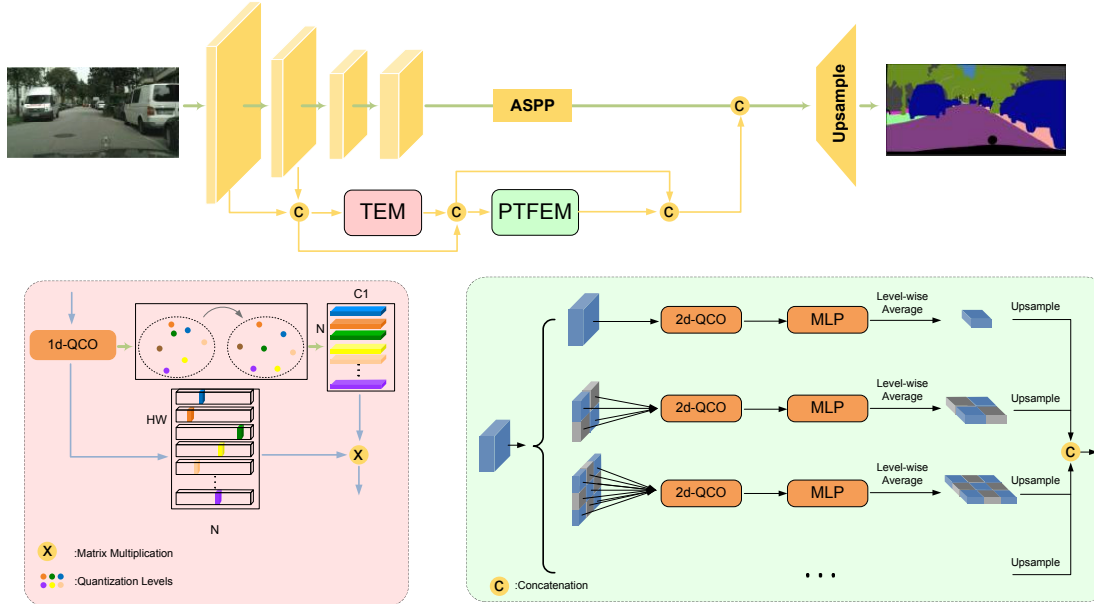 ASPP
C
Upsample
C
TEM
C
PTFEM
C
C1
N
1d-QCO
HW
X
N
X :Matrix Multiplication
:Quantization Levels
2d-QCO
MLP
Level-wise
Average
Upsample
2d-QCO
MLP
Level-wise
Average
Upsample
C
2d-QCO
MLP
Level-wise
Average
Upsample
Upsample
C :Concatenation